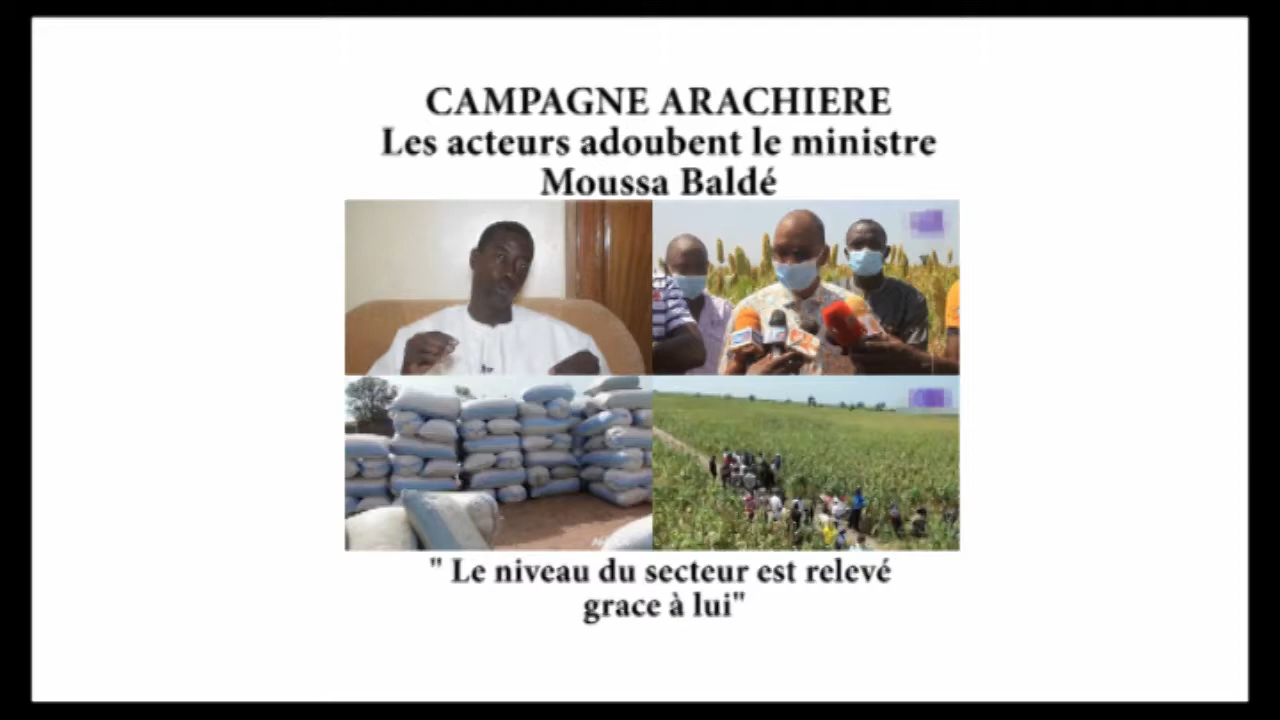 CAMPAGNE ARACHIERE
Les acteurs adoubent le ministre
Moussa Baldé
" Le niveau du secteur est relevé
grace à lui"